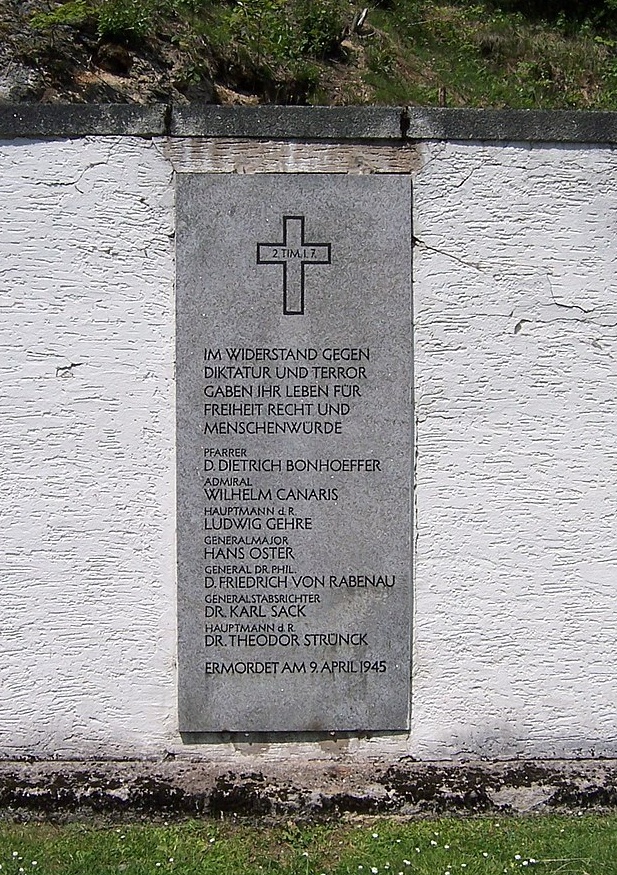 2. TIM. 1. 7.
IM WIDERSTAND GEGEN
DIKTATUR UND TERROR
GABEN IHR LEBEN FÜR
FREIHEIT RECHT UND
MENSCHENWÜRDE
PFARRER
D. DIETRICH BONHOEFFER
ADMIRAL
WILHELM CANARIS
HAUPTMANN d. R.
LUDWIG GEHRE
GENERALMAJOR
HANS OSTER
GENERAL DR. PHIL.
D. FRIEDRICH VON RABENAU
GENERALSTABSRICHTER
DR. KARL SACK
HAUPTMANN d. R.
DR. THEODOR STRÜNCK
ERMORDET AM 9. APRIL 1945